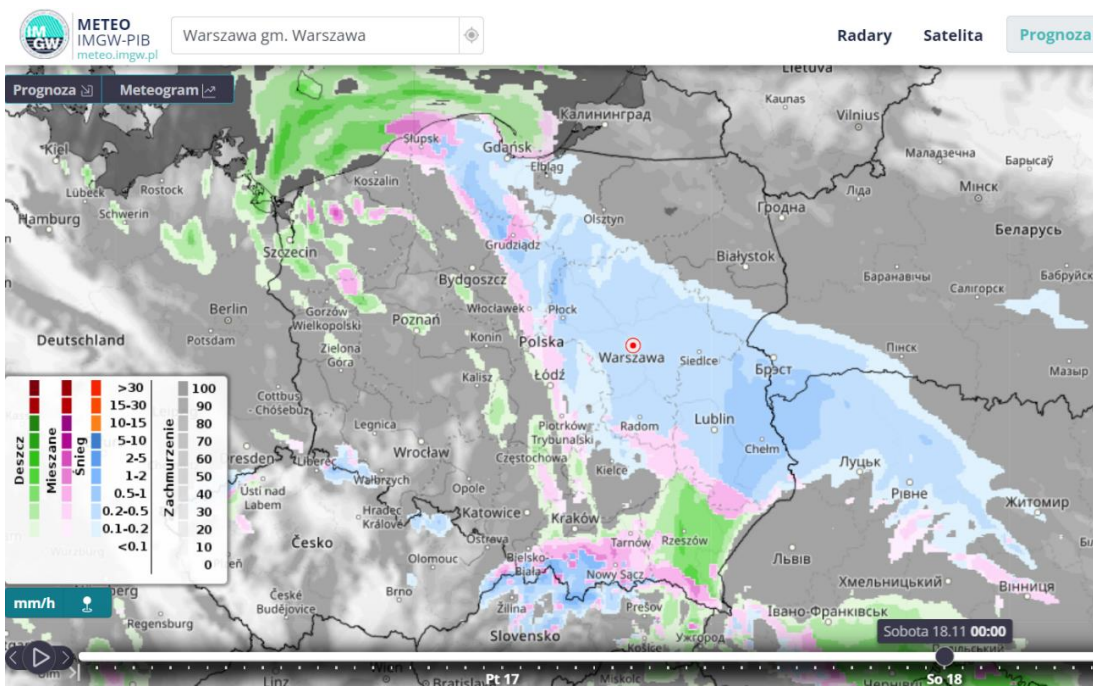 METEO
IMGW-PIB
meteo.imgw.pl
IM
GW
Warszawa gm. Warszawa
Radary
Satelita
Prognoza
Prognoza
Meteogram
Lietuva
Kaunas
Vilnius
Калининград
Kiel
Słupsk
Gdańsk
Elbląg
Маладзечна
Барысаў
Lübeck
Rostock
Koszalin
Ліда
Мінск
Hamburg
Schwerin
Гродна
Olsztyn
Беларусь
Szczecin
Grudziądz
Białystok
Баранавічы
Бабруйск
Салігорск
Bydgoszcz
Berlin
Włocławek
Płock
Gorzów
Wielkopolski
Poznań
Deutschland
Potsdam
Konin
Polska
Warszawa
Siedlce
Пінск
Zielona
Góra
Брэст
Мазыр
Kalisz
Łódź
Cottbus
- Chóśebuz
Legnica
Piotrków
Trybunalski
Radom
Lublin
Wrocław
Chełm
Dresden
Liberec
Wałbrzych
Częstochowa
Kielce
Луцьк
Рівне
Житомир
Ústí nad
Labem
Opole
Hradec
Králové
Katowice
Kraków
Ostrava
Tarnów
Rzeszów
Česko
Olomouc
Bielsko-
Biała
Nowy Sącz
Львів
Хмельницький
Вінниця
Brno
České
Budějovice
Žilina
Prešov
Івано-Франківськ
Regensburg
Slovensko
Ужгород
Košice
Linz
Miskolc
Deszcz
Mieszane
Śnieg
>30
15-30
10-15
5-10
2-5
1-2
0.5-1
0.2-0.5
0.1-0.2
<0.1
Zachmurzenie
100
90
80
70
60
50
40
30
20
10
0
mm/h
Sobota 18.11 00:00
Pt 17
So 18